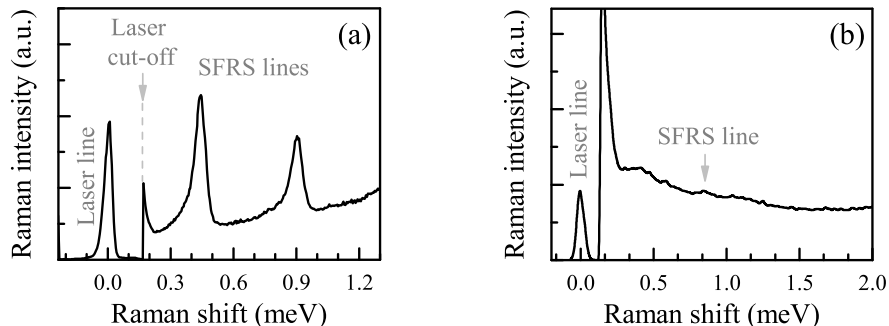 Raman intensity (a.u.)
Laser line
Laser
cut-off
SFRS lines
(a)
0.0 0.3 0.6 0.9 1.2
Raman shift (meV)
Raman intensity (a.u.)
Laser line
SFRS line
(b)
0.0 0.5 1.0 1.5 2.0
Raman shift (meV)